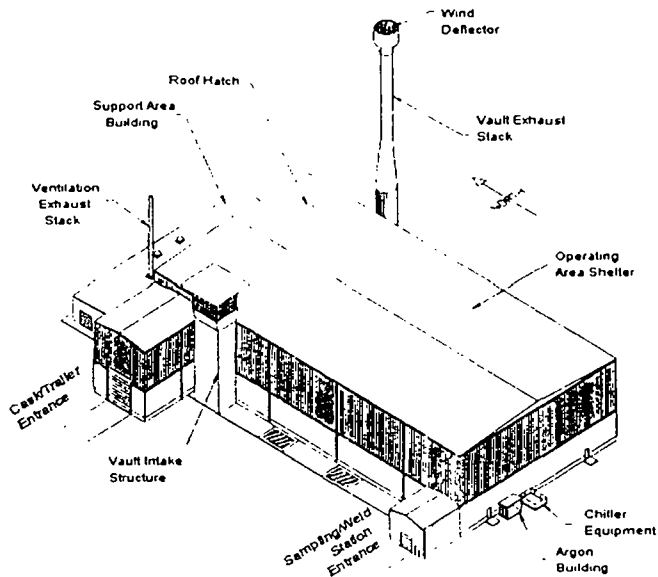 Wind
Deflector
Roof Hatch
Support Area
Building
Vault Exhaust
Stack
Ventilation
Exhaust
Stack
Operating
Area Shelter
Cask/Trailer
Entrance
Vault Intake
Structure
Sampling/Weld
Station
Entrance
Chiller
Equipment
Argon
Building